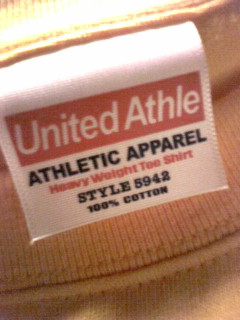 United Athle
ATHLETIC APPAREL
Heavy Weight Tee Shirt
STYLE 5942
100% COTTON